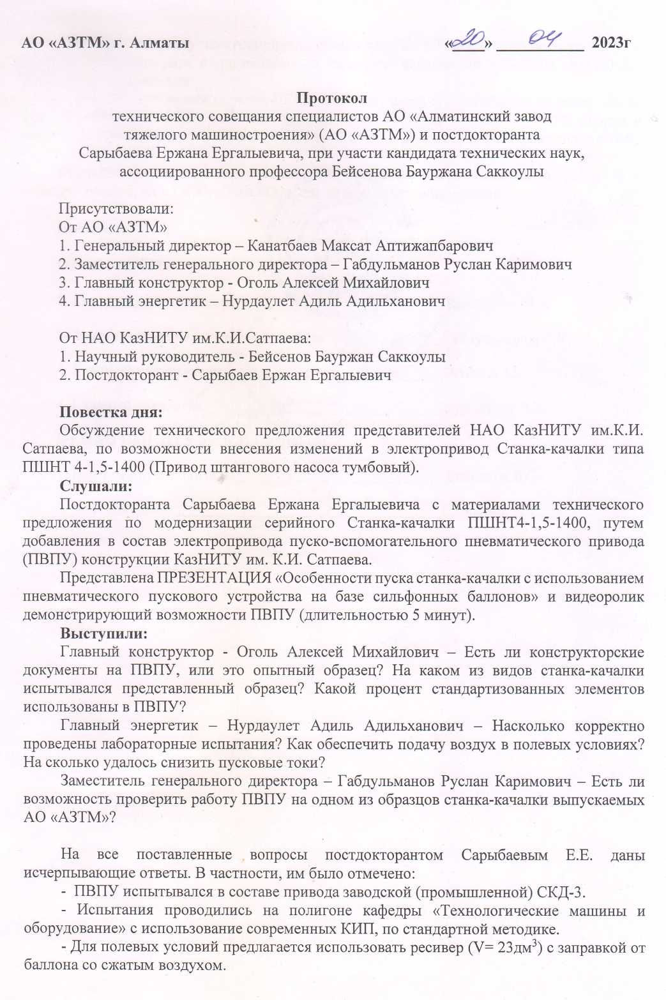 АО «АЗТМ» г. Алматы «20» 04 2023г
Протокол
технического совещания специалистов АО «Алматинский завод
тяжелого машиностроения» (АО «АЗТМ») и постдокторанта
Сарыбаева Ержана Ергалыевича, при участи кандидата технических наук,
ассоциированного профессора Бейсенова Бауржана Саккоулы
Присутствовали:
От АО «АЗТМ»
1. Генеральный директор – Канатбаев Максат Аптижапбарович
2. Заместитель генерального директора – Габдульманов Руслан Каримович
3. Главный конструктор - Оголь Алексей Михайлович
4. Главный энергетик – Нурдаулет Адиль Адильханович
От НАО КазНИТУ им.К.И.Сатпаева:
1. Научный руководитель - Бейсенов Бауржан Саккоулы
2. Постдокторант - Сарыбаев Ержан Ергалыевич
Повестка дня:
Обсуждение технического предложения представителей НАО КазНИТУ им.К.И.
Сатпаева, по возможности внесения изменений в электропривод Станка-качалки типа
ПШНТ 4-1,5-1400 (Привод штангового насоса тумбовый).
Слушали:
Постдокторанта Сарыбаева Ержана Ергалыевича с материалами технического
предложения по модернизации серийного Станка-качалки ПШНТ4-1,5-1400, путем
добавления в состав электропривода пуско-вспомогательного пневматического привода
(ПВПУ) конструкции КазНИТУ им. К.И. Сатпаева.
Представлена ПРЕЗЕНТАЦИЯ «Особенности пуска станка-качалки с использованием
пневматического пускового устройства на базе сильфонных баллонов» и видеоролик
демонстрирующий возможности ПВПУ (длительностью 5 минут).
Выступили:
Главный конструктор - Оголь Алексей Михайлович – Есть ли конструкторские
документы на ПВПУ, или это опытный образец? На каком из видов станка-качалки
испытывался представленный образец? Какой процент стандартизованных элементов
использованы в ПВПУ?
Главный энергетик – Нурдаулет Адиль Адильханович – Насколько корректно
проведены лабораторные испытания? Как обеспечить подачу воздух в полевых условиях?
На сколько удалось снизить пусковые токи?
Заместитель генерального директора – Габдульманов Руслан Каримович – Есть ли
возможность проверить работу ПВПУ на одном из образцов станка-качалки выпускаемых
АО «АЗТМ»?
На все поставленные вопросы постдокторантом Сарыбаевым Е.Е. даны
исчерпывающие ответы. В частности, им было отмечено:
- ПВПУ испытывался в составе привода заводской (промышленной) СКД-3.
- Испытания проводились на полигоне кафедры «Технологические машины и
оборудование» с использование современных КИП, по стандартной методике.
- Для полевых условий предлагается использовать ресивер (V= 23дм³) с заправкой от
баллона со сжатым воздухом.